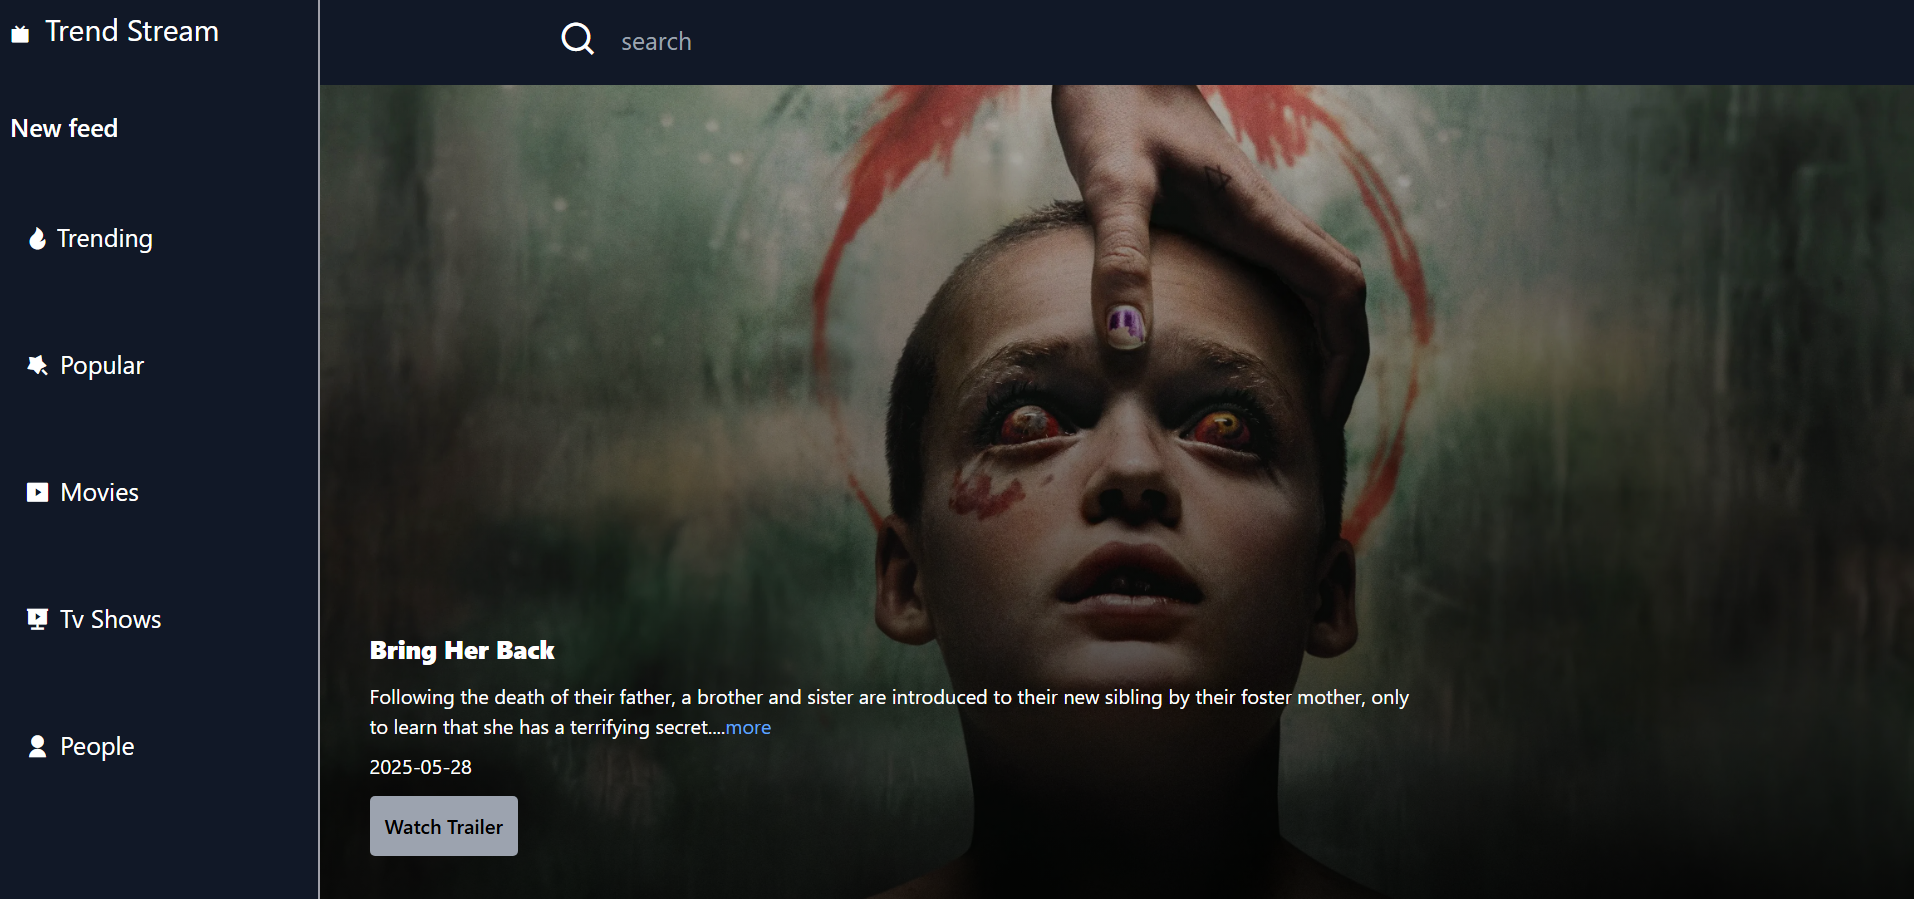 Trend Stream
search
New feed
Trending
Popular
Movies
Tv Shows
People
Bring Her Back
Following the death of their father, a brother and sister are introduced to their new sibling by their foster mother, only
to learn that she has a terrifying secret....more
2025-05-28
Watch Trailer